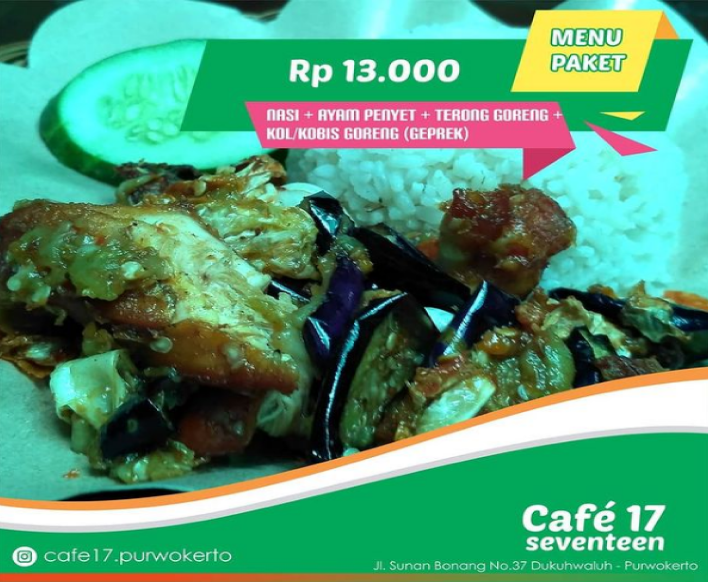 MENU
PAKET
Rp 13.000
NASI + AYAM PENYET + TERONG GORENG +
KOL/KOBIS GORENG (GEPREK)
Café 17
seventeen
cafe17.purwokerto
Jl. Sunan Bonang No.37 Dukuhwaluh - Purwokerto